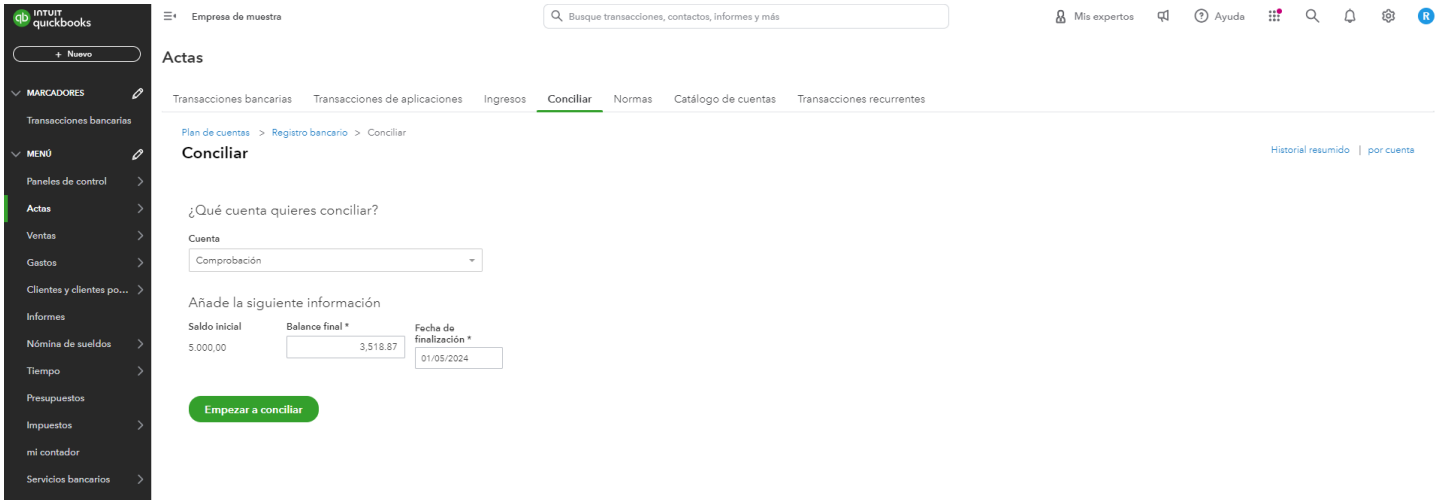 qb INTUIT quickbooks
Empresa de muestra
Busque transacciones, contactos, informes y más
Mis expertos
Ayuda
R
+ Nuevo
MARCADORES
Transacciones bancarias
MENÚ
Paneles de control
Actas
Ventas
Gastos
Clientes y clientes po...
Informes
Nómina de sueldos
Tiempo
Presupuestos
Impuestos
mi contador
Servicios bancarios
Actas
Transacciones bancarias Transacciones de aplicaciones Ingresos Conciliar Normas Catálogo de cuentas Transacciones recurrentes
Plan de cuentas > Registro bancario > Conciliar
Conciliar
Historial resumido | por cuenta
¿Qué cuenta quieres conciliar?
Cuenta
Comprobación
Añade la siguiente información
Saldo inicial
5.000,00
Balance final *
3,518.87
Fecha de
finalización *
01/05/2024
Empezar a conciliar